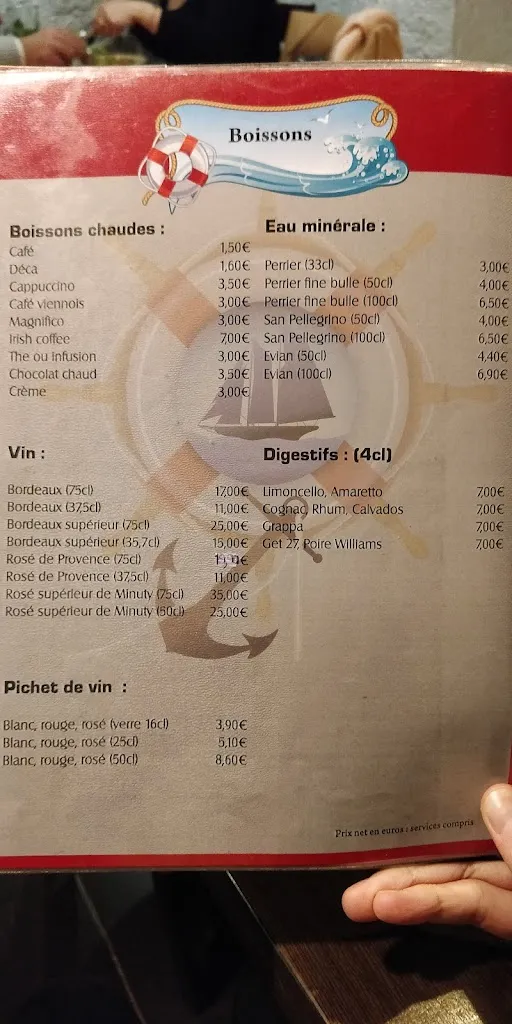 Boissons
Boissons chaudes :
Café 1,50€
Déca 1,60€
Cappuccino 3,50€
Café viennois 3,00€
Magnifico 3,00€
Irish coffee 7,00€
The ou infusion 3,00€
Chocolat chaud 3,50€
Crème 3,00€
Eau minérale :
Perrier (33cl) 3,00€
Perrier fine bulle (50cl) 4,00€
Perrier fine bulle (100cl) 6,50€
San Pellegrino (50cl) 4,00€
San Pellegrino (100cl) 6,50€
Evian (50cl) 4,40€
Evian (100cl) 6,90€
Vin :
Bordeaux (75cl) 17,00€
Bordeaux (37,5cl) 11,00€
Bordeaux supérieur (75cl) 25,00€
Bordeaux supérieur (35,7cl) 15,00€
Rosé de Provence (75cl)
Rosé de Provence (37,5cl) 11,00€
Rosé supérieur de Minuty (75cl) 35,00€
Rosé supérieur de Minuty (50cl) 25,00€
Digestifs : (4cl)
Limoncello, Amaretto 7,00€
Cognac, Rhum, Calvados 7,00€
Grappa 7,00€
Get 27, Poire Williams 7,00€
Pichet de vin :
Blanc, rouge, rosé (verre 16cl) 3,90€
Blanc, rouge, rosé (25cl) 5,10€
Blanc, rouge, rosé (50cl) 8,60€
Prix net en euros : services compris